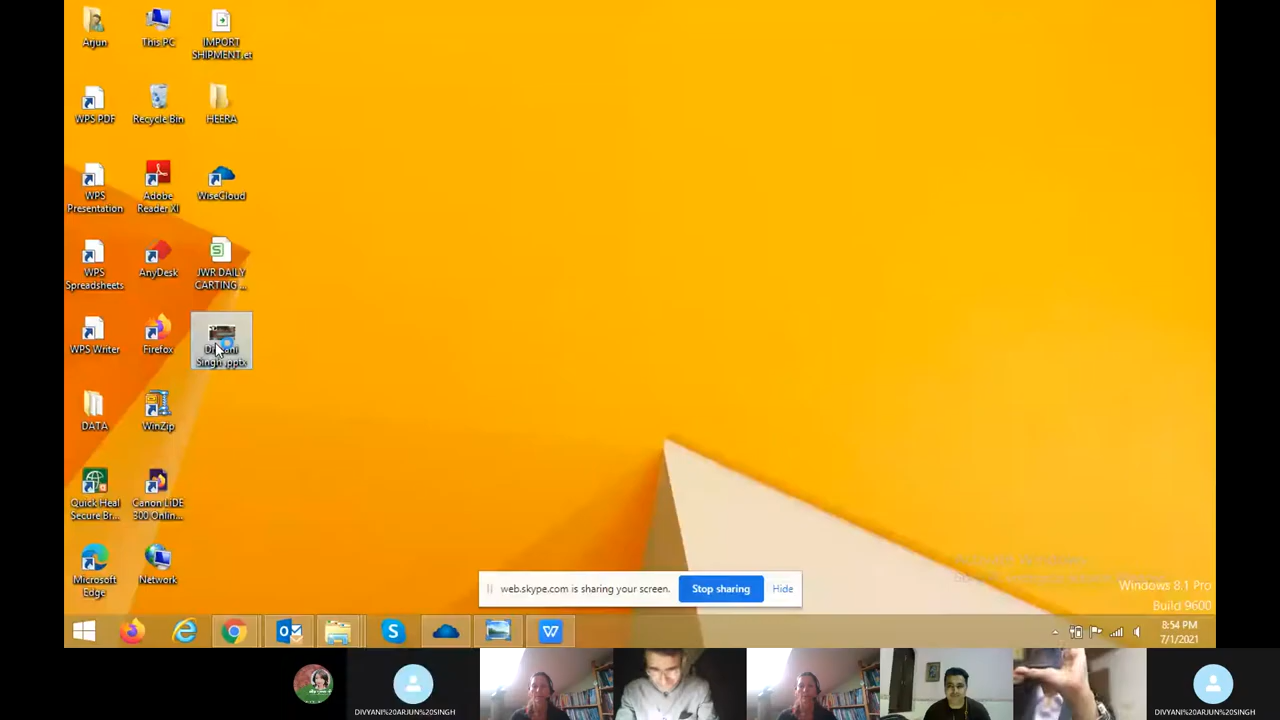 Arjun
This PC
IMPORT
SHIPMENT.et
WPS PDF
Recycle Bin
HEERA
WPS
Presentation
Adobe
Reader XI
WiseCloud
WPS
Spreadsheets
AnyDesk
JWR DAILY
CARTING ...
WPS Writer
Firefox
Singh .pptx
DATA
WinZip
Quick Heal
Secure Br...
Canon LiDE
300 Onlin...
Microsoft
Edge
Network
web.skype.com is sharing your screen.
Stop sharing
Hide
Windows 8.1 Pro
Build 9600
8:54 PM
7/1/2021
DIVYANI%20ARJUN%20SINGH
DIVYANI%20ARJUN%20SINGH